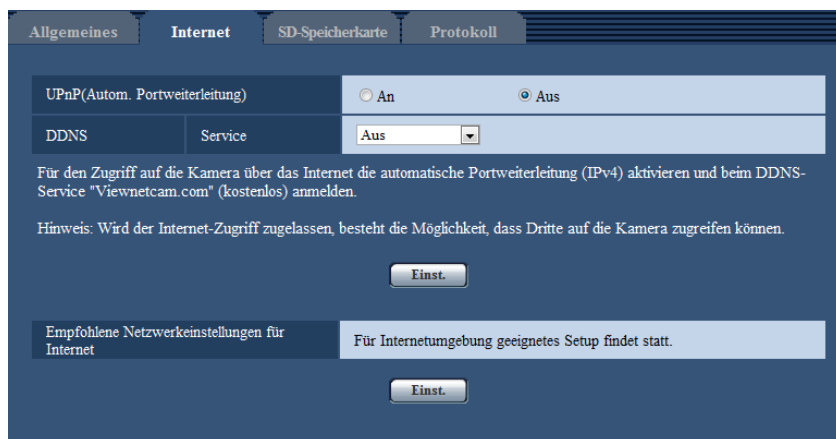 Allgemeines Internet SD-Speicherkarte Protokoll
UPnP(Autom. Portweiterleitung) An Aus
DDNS Service Aus
Für den Zugriff auf die Kamera über das Internet die automatische Portweiterleitung (IPv4) aktivieren und beim DDNS-
Service "Viewnetcam.com" (kostenlos) anmelden.
Hinweis: Wird der Internet-Zugriff zugelassen, besteht die Möglichkeit, dass Dritte auf die Kamera zugreifen können.
Einst.
Empfohlene Netzwerkeinstellungen für
Internet
Für Internetumgebung geeignetes Setup findet statt.
Einst.